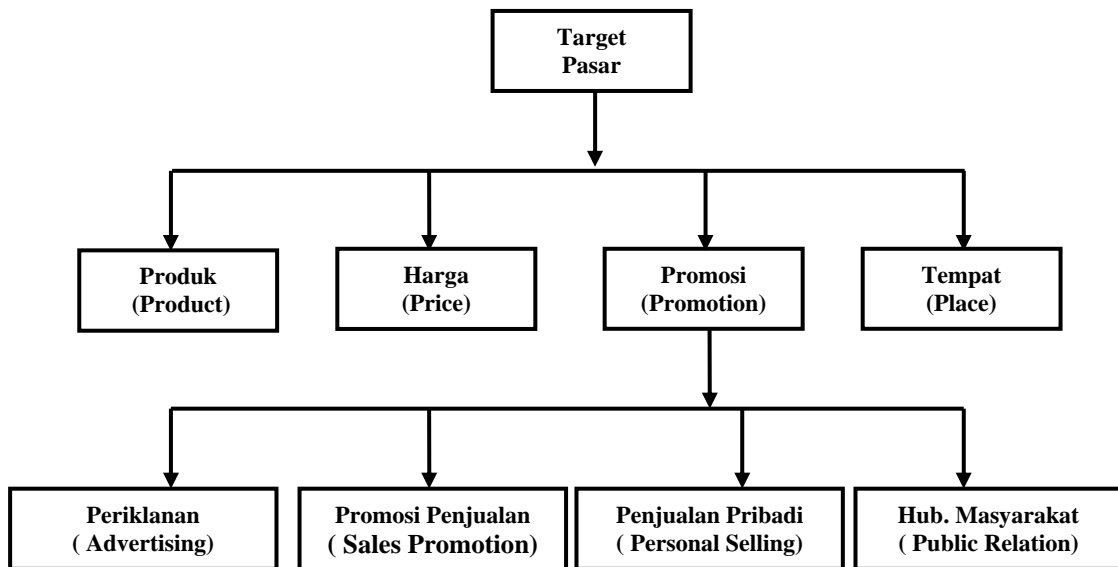 Target
Pasar
Produk
(Product)
Harga
(Price)
Promosi
(Promotion)
Tempat
(Place)
Periklanan
( Advertising)
Promosi Penjualan
( Sales Promotion)
Penjualan Pribadi
( Personal Selling)
Hub. Masyarakat
( Public Relation)